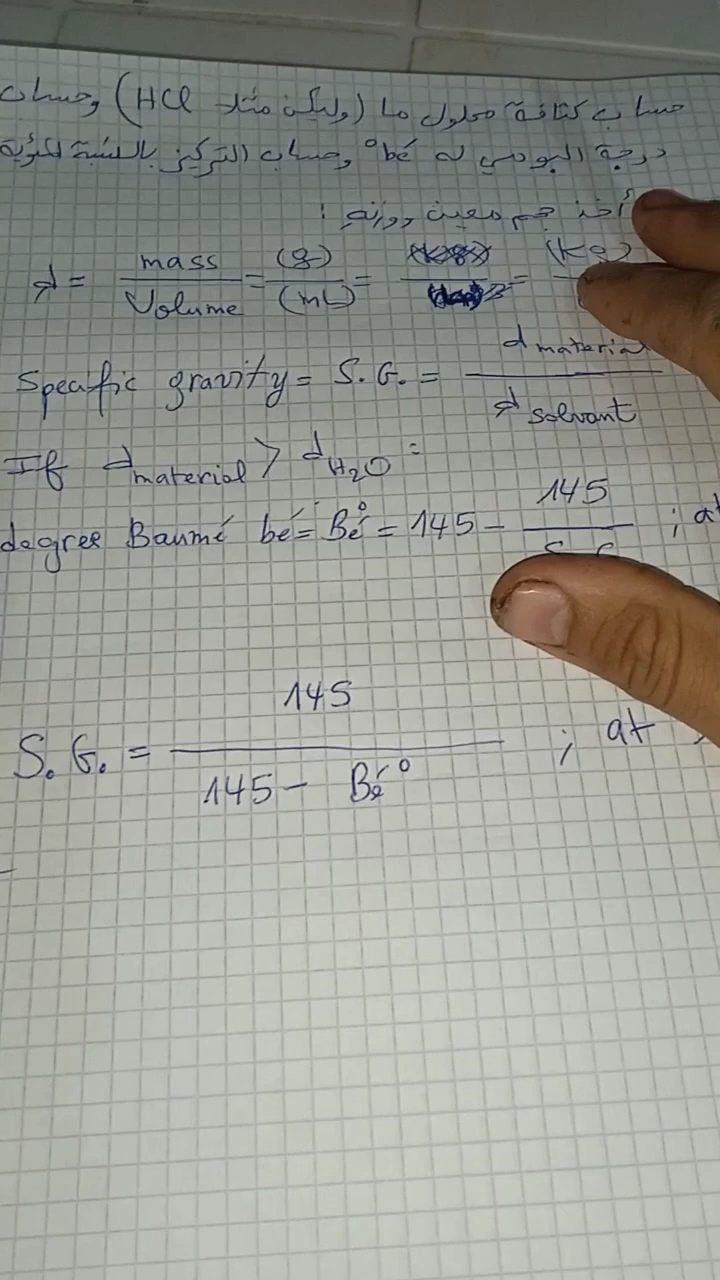 حساب كثافة محلول ما (وليكن مثلا HCl) وحساب
درجة البومي له bé° وحساب التركيز بالنسبة المئوية
أخذ حجم معين ووزنه :
d = mass / Volume = (g) / (ml) = = (Kg)
Specific gravity = S.G. = d material / d solvant
If d material > d H2O :
degree Baumé bé = Bé° = 145 - 145 / S.G. ; at
S.G. = 145 / 145 - Bé° ; at